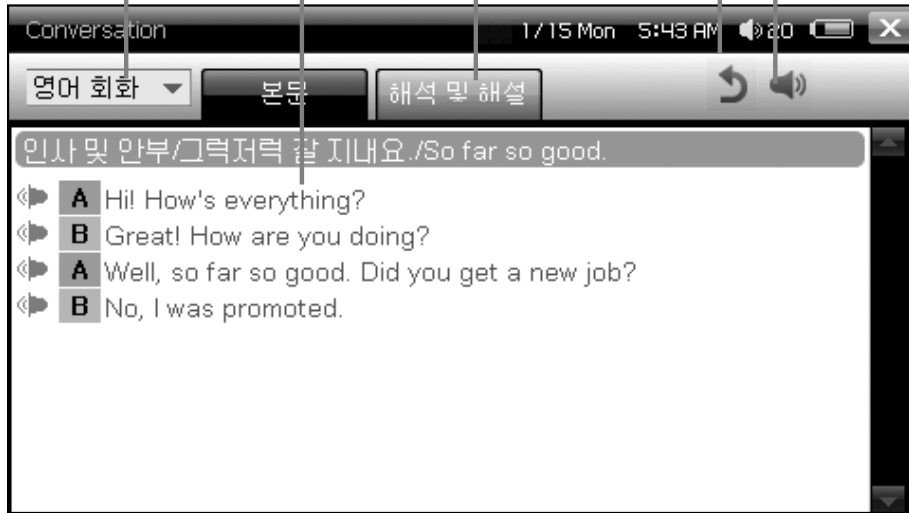 Conversation 1/15 Mon 5:43 AM 20
영어 회화 본문 해석 및 해설
인사 및 안부/그럭저럭 잘 지내요./So far so good.
A Hi! How's everything?
B Great! How are you doing?
A Well, so far so good. Did you get a new job?
B No, I was promoted.